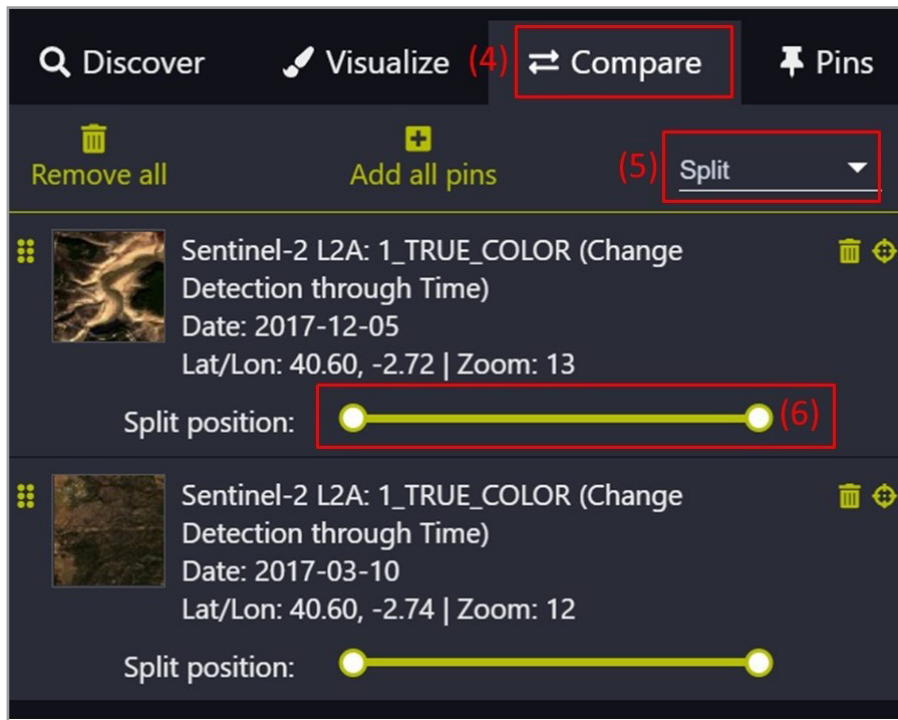 Discover Visualize (4) Compare Pins
Remove all Add all pins (5) Split
Sentinel-2 L2A: 1_TRUE_COLOR (Change
Detection through Time)
Date: 2017-12-05
Lat/Lon: 40.60, -2.72 | Zoom: 13
Split position: (6)
Sentinel-2 L2A: 1_TRUE_COLOR (Change
Detection through Time)
Date: 2017-03-10
Lat/Lon: 40.60, -2.74 | Zoom: 12
Split position: